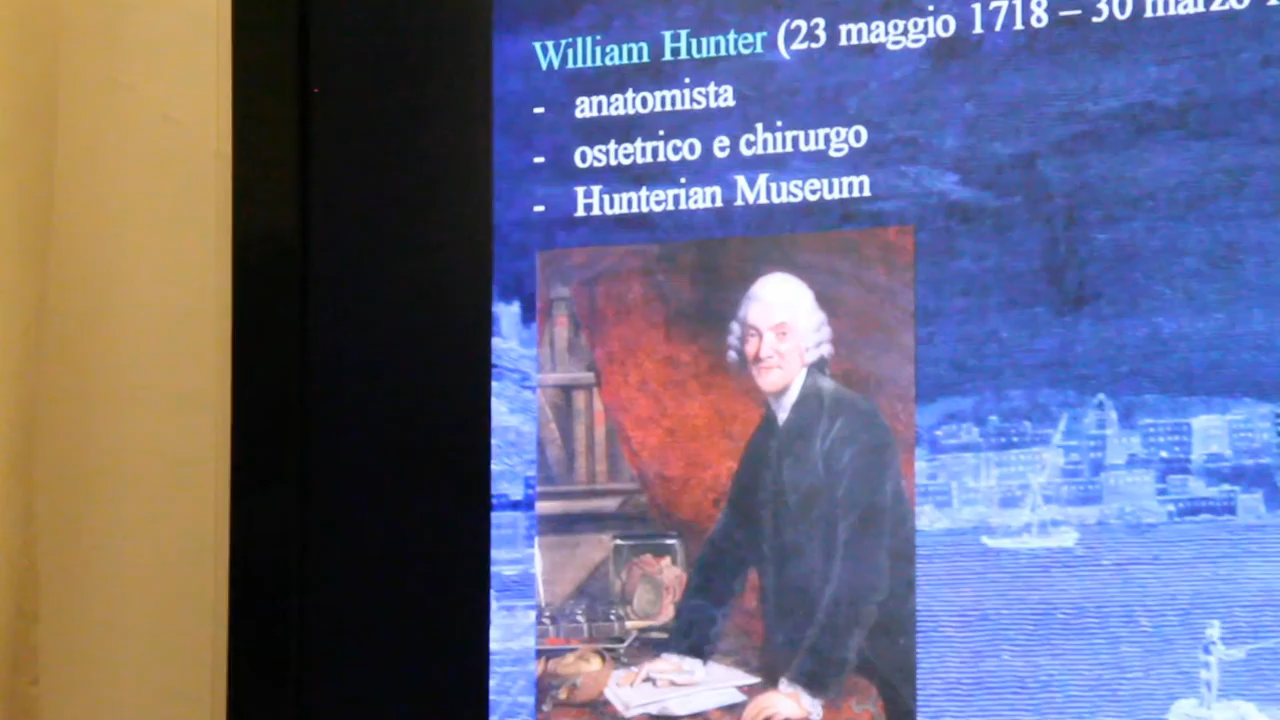 William Hunter (23 maggio 1718 – 30 marzo
- anatomista
- ostetrico e chirurgo
- Hunterian Museum